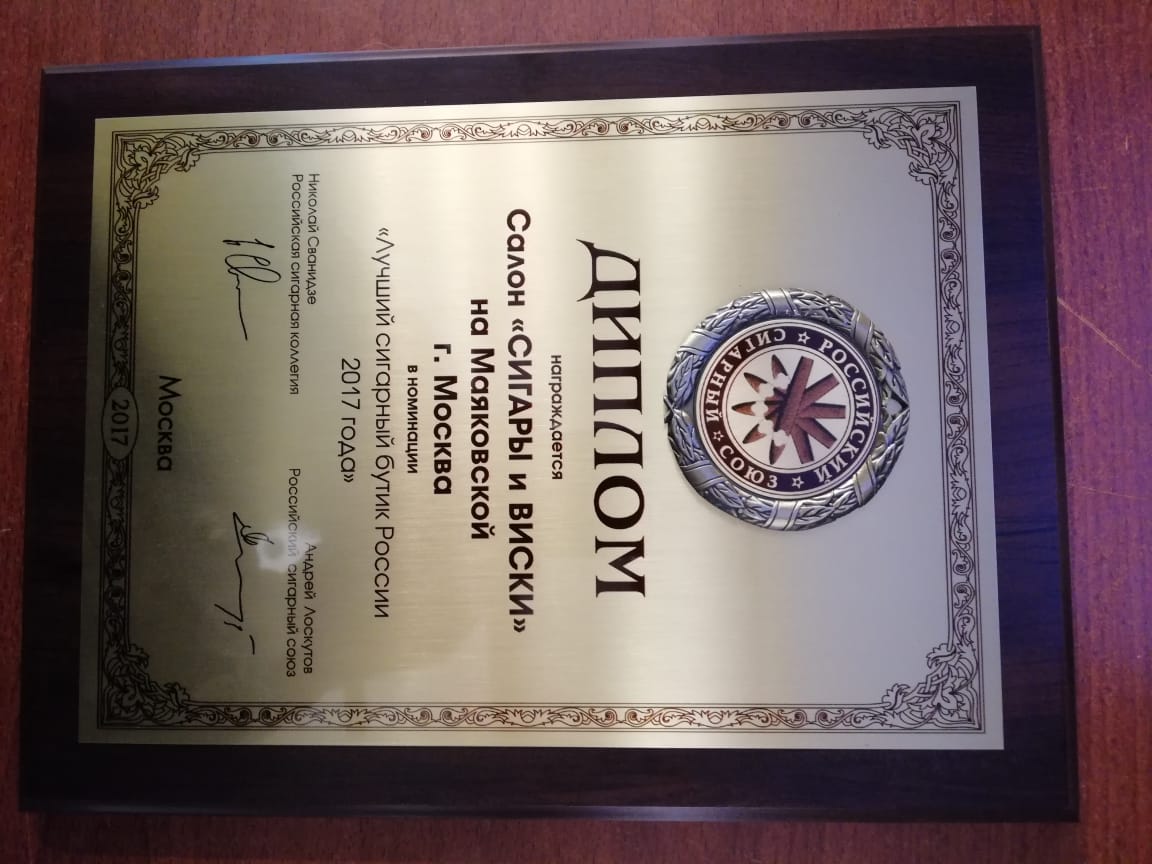 РОССИЙСКИЙ
СИГАРНЫЙ
СОЮЗ
ДИПЛОМ
награждается
Салон «СИГАРЫ и ВИСКИ»
на Маяковской
г. Москва
в номинации
«Лучший сигарный бутик России
2017 года»
Николай Сванидзе
Российская сигарная коллегия
Андрей Лоскутов
Российский сигарный союз
Москва
2017